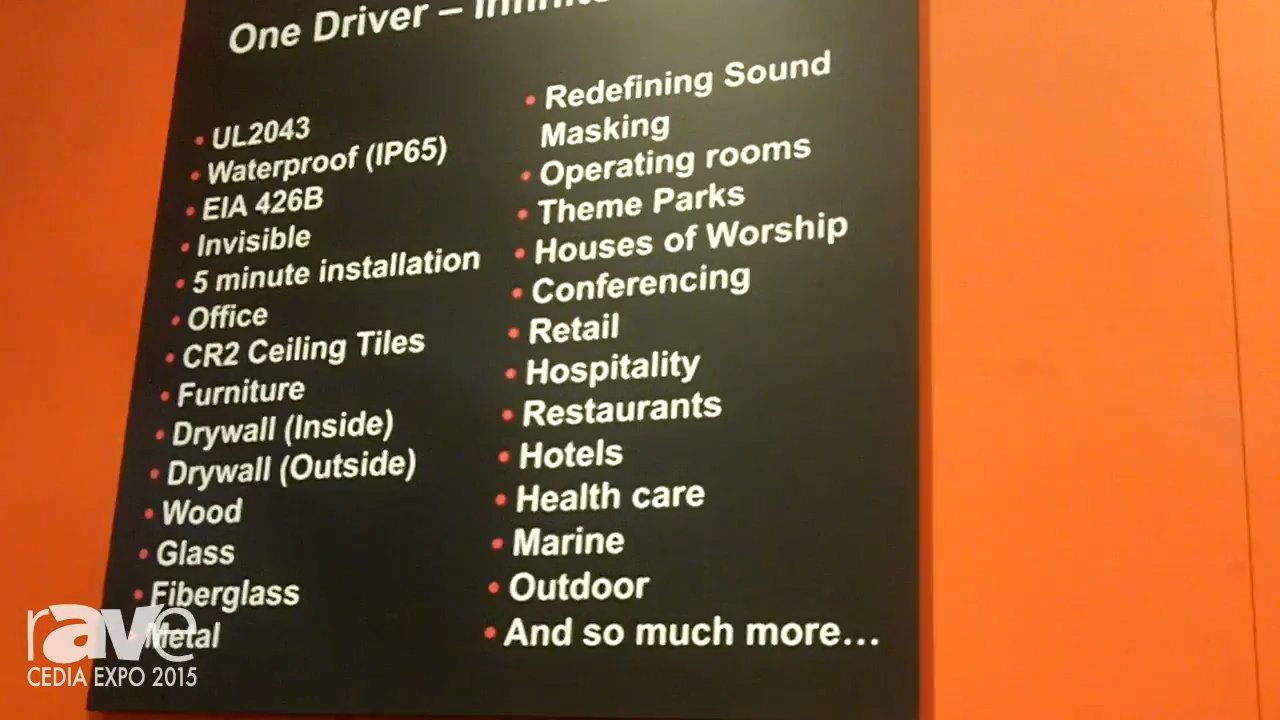 One Driver –
• UL2043
• Waterproof (IP65)
• EIA 426B
• Invisible
• 5 minute installation
• Office
• CR2 Ceiling Tiles
• Furniture
• Drywall (Inside)
• Drywall (Outside)
• Wood
• Glass
• Fiberglass
• Metal
• Redefining Sound
Masking
• Operating rooms
• Theme Parks
• Houses of Worship
• Conferencing
• Retail
• Hospitality
• Restaurants
• Hotels
• Health care
• Marine
• Outdoor
• And so much more...
rave
CEDIA EXPO 2015